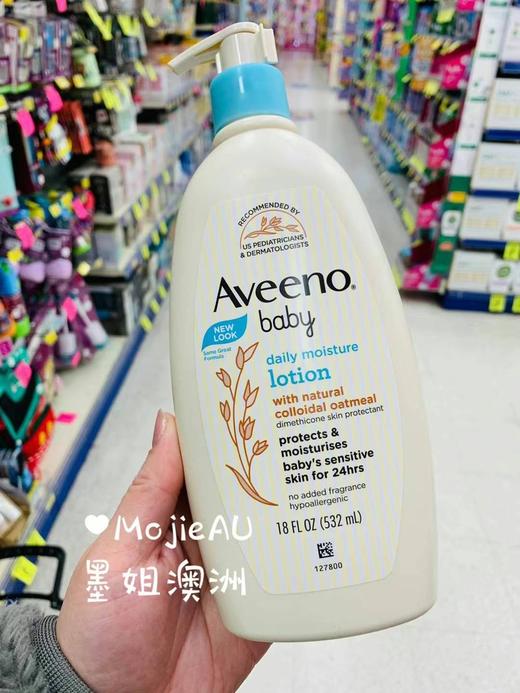 RECOMMENDED BY
US PEDIATRICIANS
& DERMATOLOGISTS
Aveeno®
baby
NEW
LOOK
Same Great
Formula
daily moisture
lotion
with natural
colloidal oatmeal
dimethicone skin protectant
protects &
moisturises
baby's sensitive
skin for 24hrs
no added fragrance
hypoallergenic
18 FL OZ (532 mL)
127800
♥MojieAU
墨姐澳洲